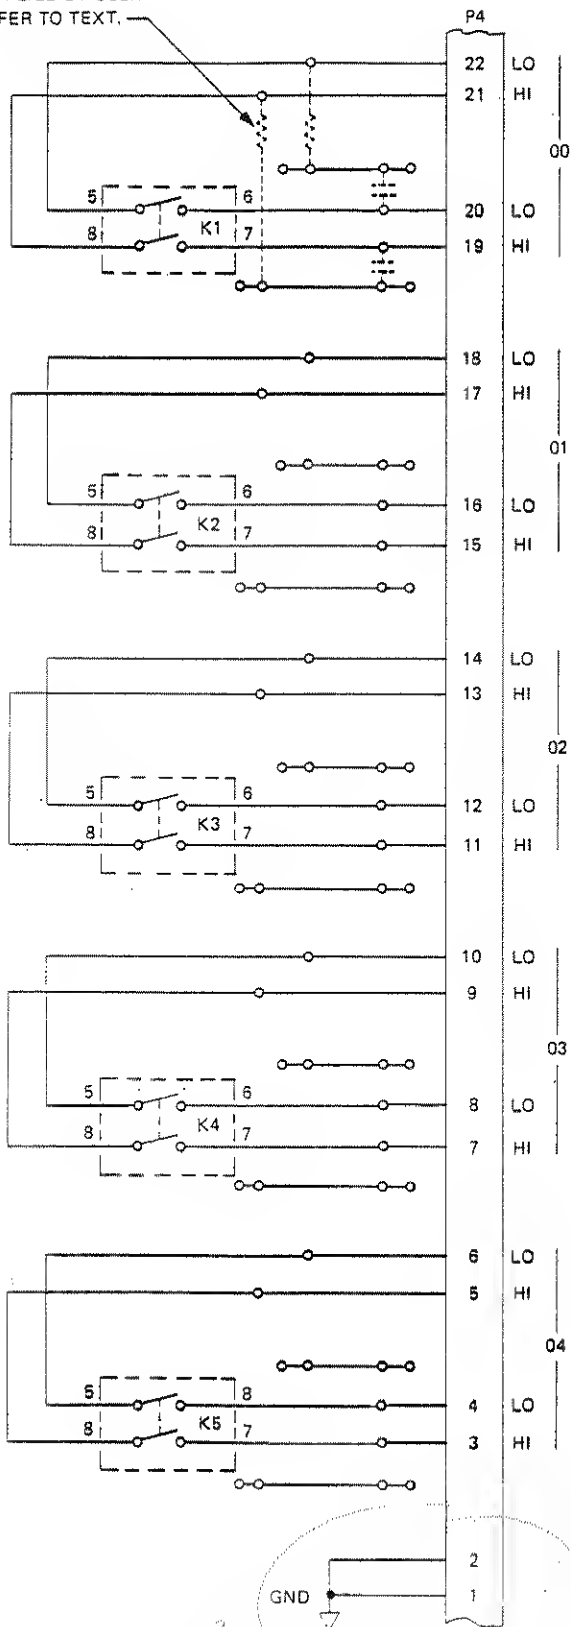 FER TO TEXT.
P4
22 LO
21 HI
00
5 6 20 LO
K1
8 7 19 HI
18 LO
17 HI
01
5 6 16 LO
K2
8 7 15 HI
14 LO
13 HI
02
5 6 12 LO
K3
8 7 11 HI
10 LO
9 HI
03
5 6 8 LO
K4
8 7 7 HI
6 LO
5 HI
04
5 8 4 LO
K5
8 7 3 HI
2
GND 1